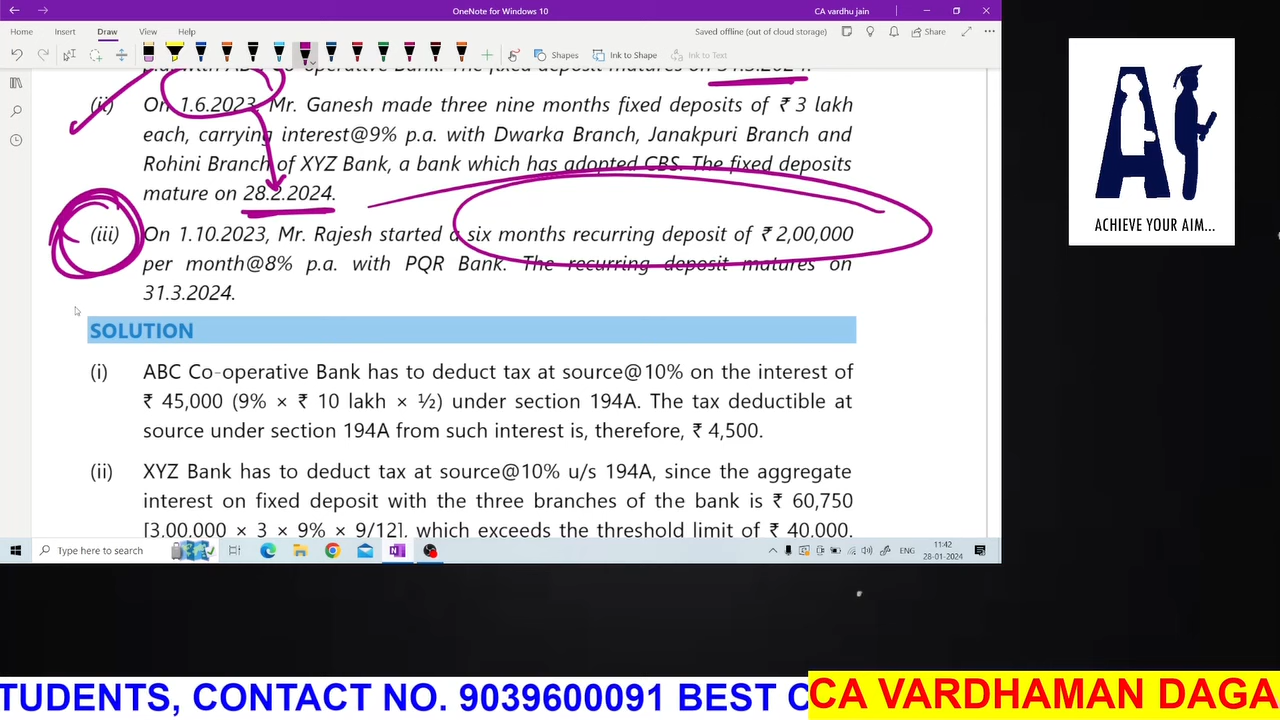 OneNote for Windows 10
CA vardhu jain
Home Insert Draw View Help
Saved offline (out of cloud storage)
Share
Shapes
Ink to Shape
Ink to Text
(ii) On 1.6.2023, Mr. Ganesh made three nine months fixed deposits of ₹ 3 lakh
each, carrying interest@9% p.a. with Dwarka Branch, Janakpuri Branch and
Rohini Branch of XYZ Bank, a bank which has adopted CBS. The fixed deposits
mature on 28.2.2024.
(iii) On 1.10.2023, Mr. Rajesh started a six months recurring deposit of ₹ 2,00,000
per month@8% p.a. with PQR Bank. The recurring deposit matures on
31.3.2024.
SOLUTION
(i) ABC Co-operative Bank has to deduct tax at source@10% on the interest of
₹ 45,000 (9% × ₹ 10 lakh × ½) under section 194A. The tax deductible at
source under section 194A from such interest is, therefore, ₹ 4,500.
(ii) XYZ Bank has to deduct tax at source@10% u/s 194A, since the aggregate
interest on fixed deposit with the three branches of the bank is ₹ 60,750
[3,00,000 × 3 × 9% × 9/12], which exceeds the threshold limit of ₹ 40,000.
Type here to search
ENG
11:42
28-01-2024
ACHIEVE YOUR AIM...
TUDENTS, CONTACT NO. 9039600091 BEST C
CA VARDHAMAN DAGA